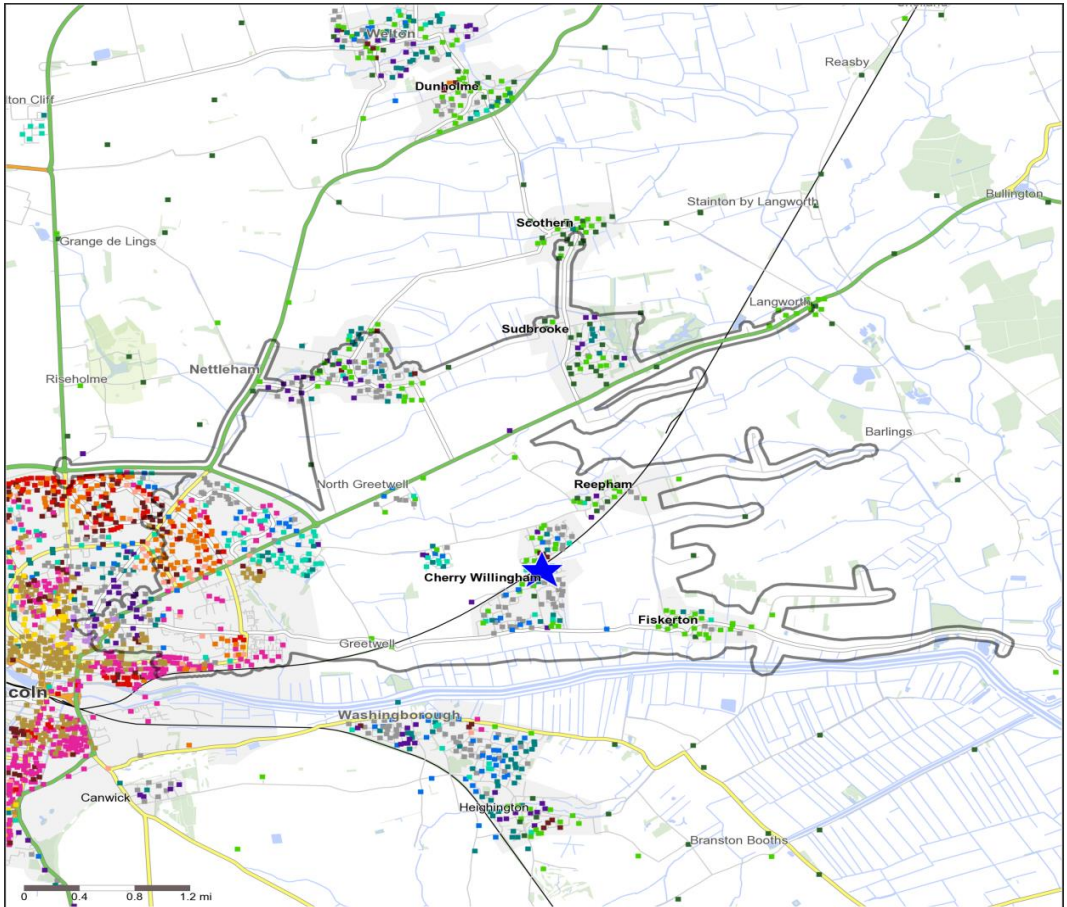 Welton
Dunholme
Reasby
lton Cliff
Bullington
Stainton by Langworth
Scothern
Grange de Lings
Langworth
Sudbrooke
Nettleham
Riseholme
Barlings
North Greetwell
Reepham
Cherry Willingham
Fiskerton
Greetwell
coln
Washingborough
Canwick
Heighington
Branston Booths
0 0.4 0.8 1.2 mi